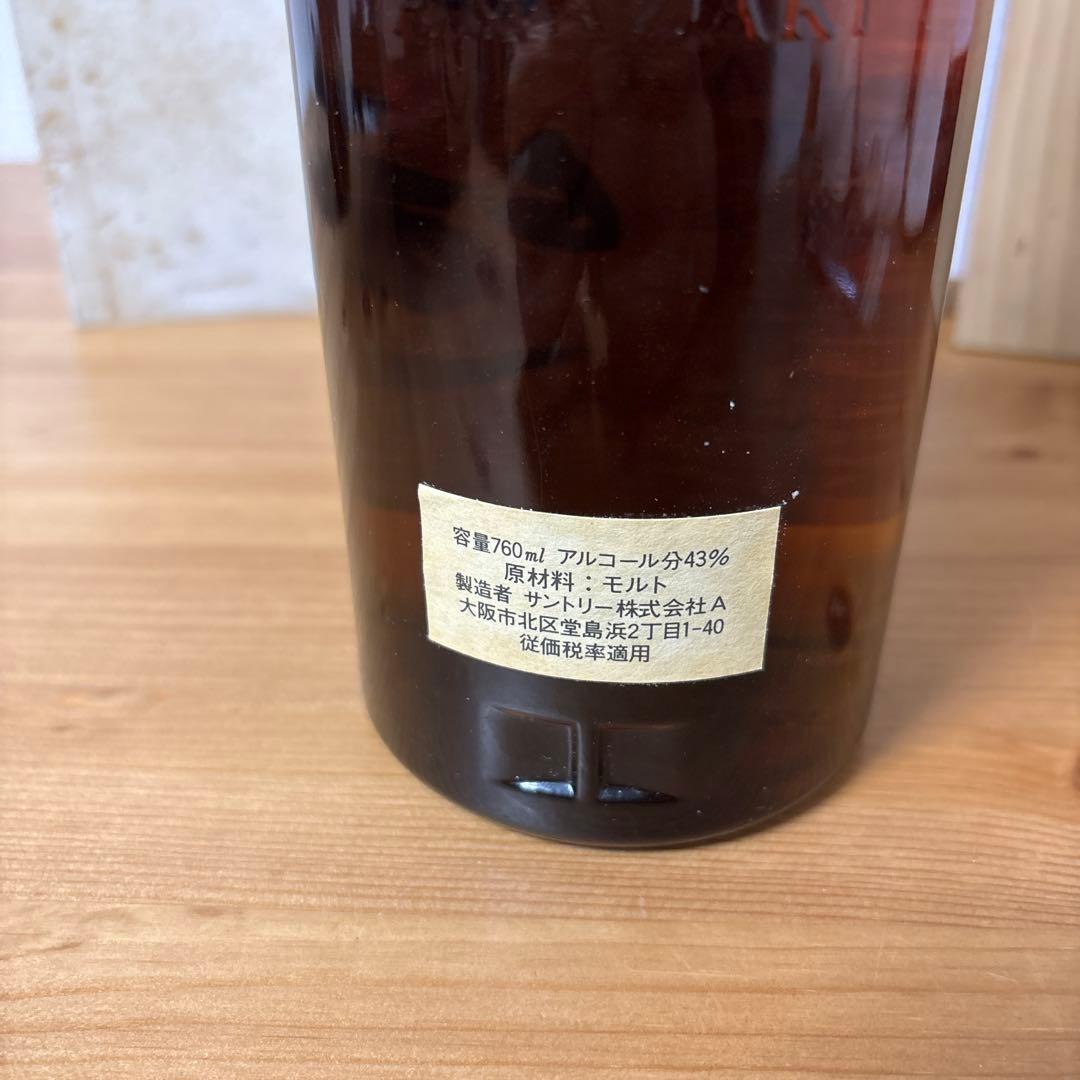 容量760ml アルコール分43%
原材料：モルト
製造者 サントリー株式会社A
大阪市北区堂島浜2丁目1-40
従価税率適用